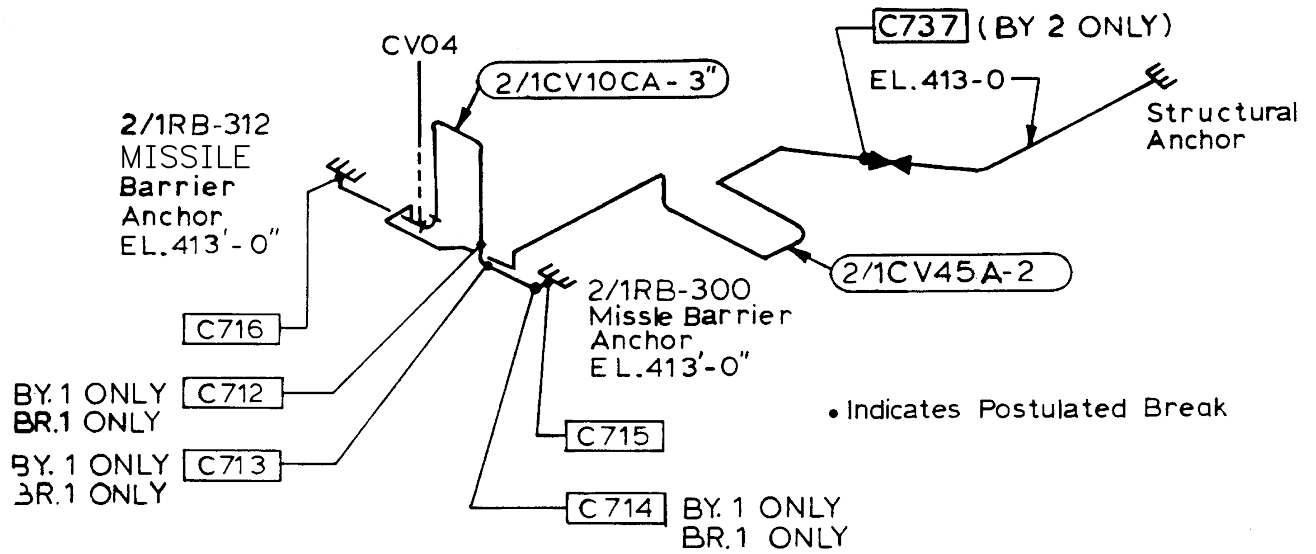 C737 (BY 2 ONLY)
CV04
2/1CV10CA-3"
EL.413-0
Structural
Anchor
2/1RB-312
MISSILE
Barrier
Anchor
EL.413'-0"
2/1CV45A-2
2/1RB-300
Missle Barrier
Anchor
EL.413'-0"
C716
BY.1 ONLY C712
BR.1 ONLY
• Indicates Postulated Break
C715
BY.1 ONLY C713
BR.1 ONLY
C714 BY.1 ONLY
BR.1 ONLY